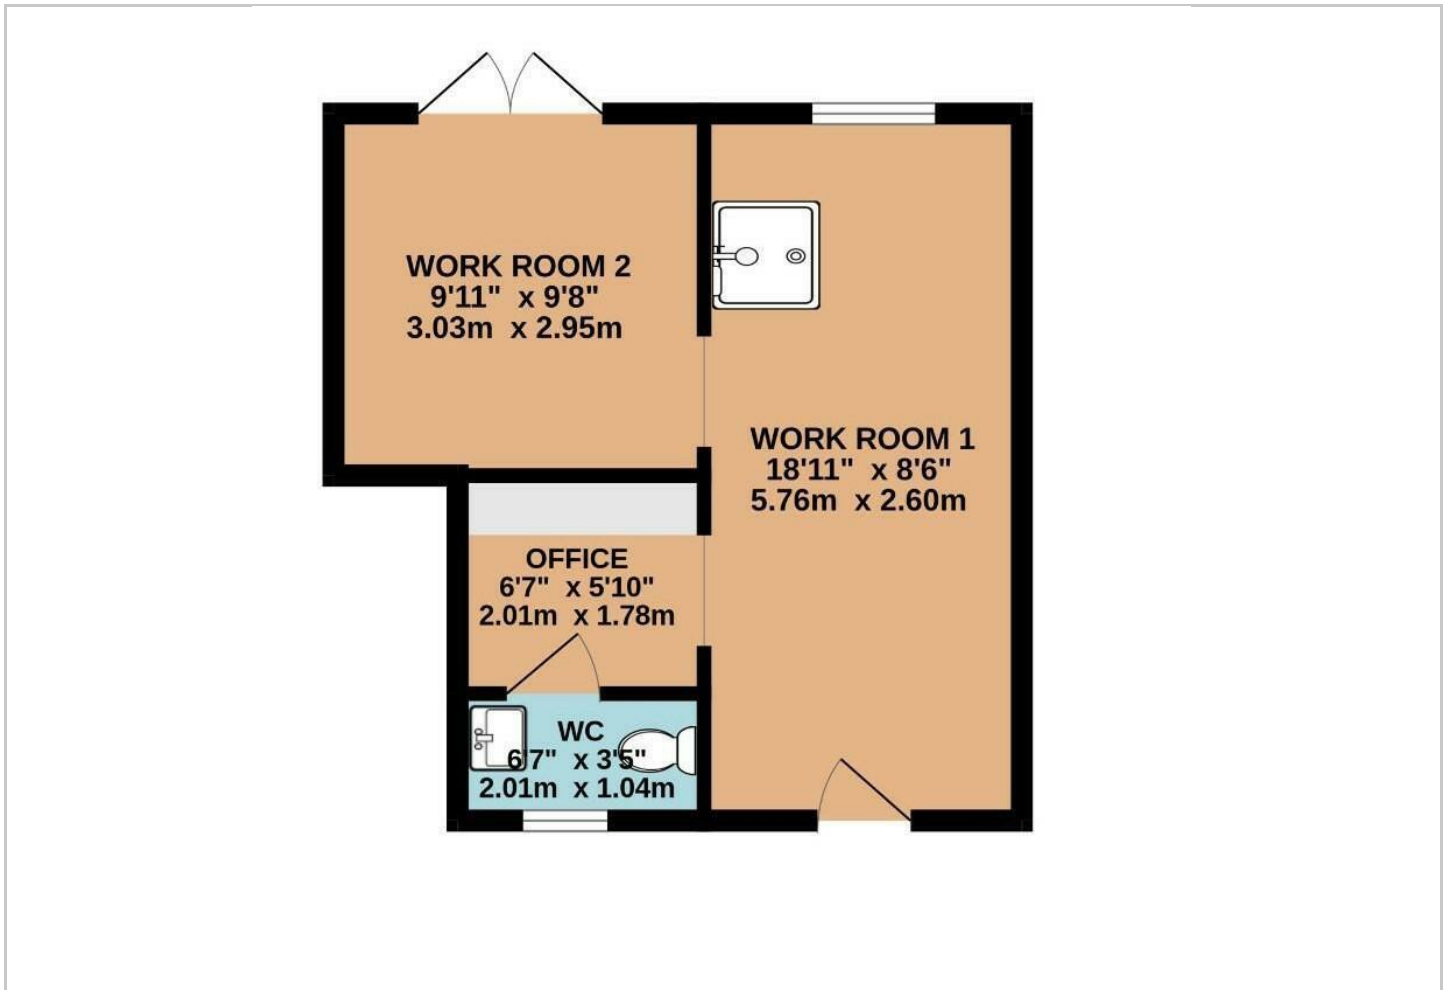 WORK ROOM 2
9'11" x 9'8"
3.03m x 2.95m
WORK ROOM 1
18'11" x 8'6"
5.76m x 2.60m
OFFICE
6'7" x 5'10"
2.01m x 1.78m
WC
6'7" x 3'5"
2.01m x 1.04m